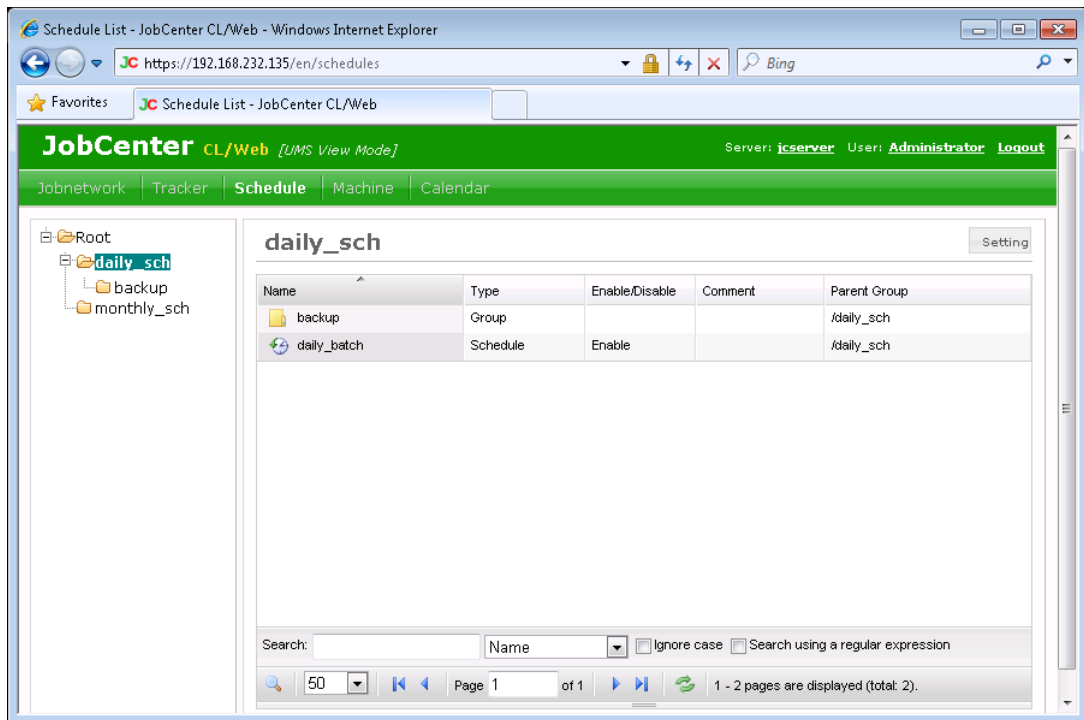 Schedule List - JobCenter CL/Web - Windows Internet Explorer
JC https://192.168.232.135/en/schedules Bing
Favorites JC Schedule List - JobCenter CL/Web
JobCenter CL/Web [UMS View Mode] Server: jcserver User: Administrator Logout
Jobnetwork Tracker Schedule Machine Calendar
Root
daily_sch
backup
monthly_sch
daily_sch Setting
Name Type Enable/Disable Comment Parent Group
backup Group /daily_sch
daily_batch Schedule Enable /daily_sch
Search: Name Ignore case Search using a regular expression
50 Page 1 of 1 1 - 2 pages are displayed (total: 2).